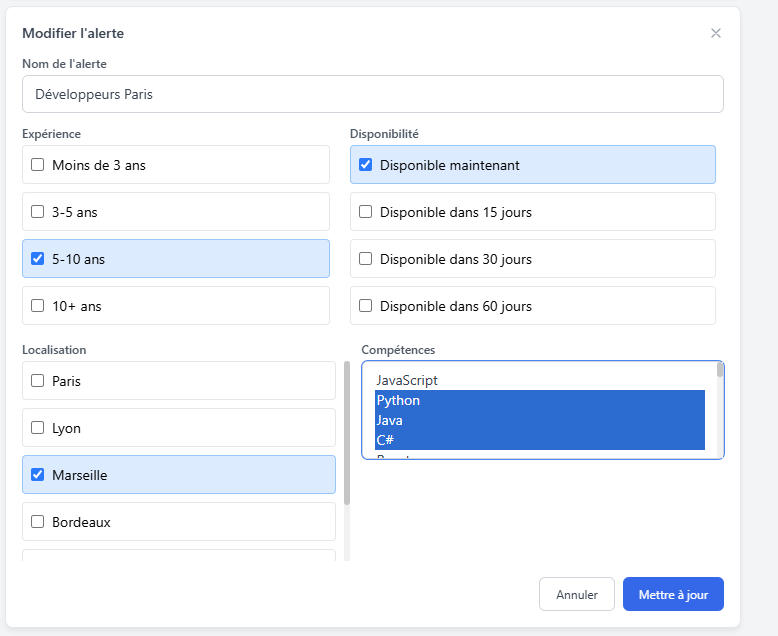 Modifier l'alerte
Nom de l'alerte
Développeurs Paris
Expérience
Moins de 3 ans
3-5 ans
5-10 ans
10+ ans
Disponibilité
Disponible maintenant
Disponible dans 15 jours
Disponible dans 30 jours
Disponible dans 60 jours
Localisation
Paris
Lyon
Marseille
Bordeaux
Compétences
JavaScript
Python
Java
C#
Annuler
Mettre à jour